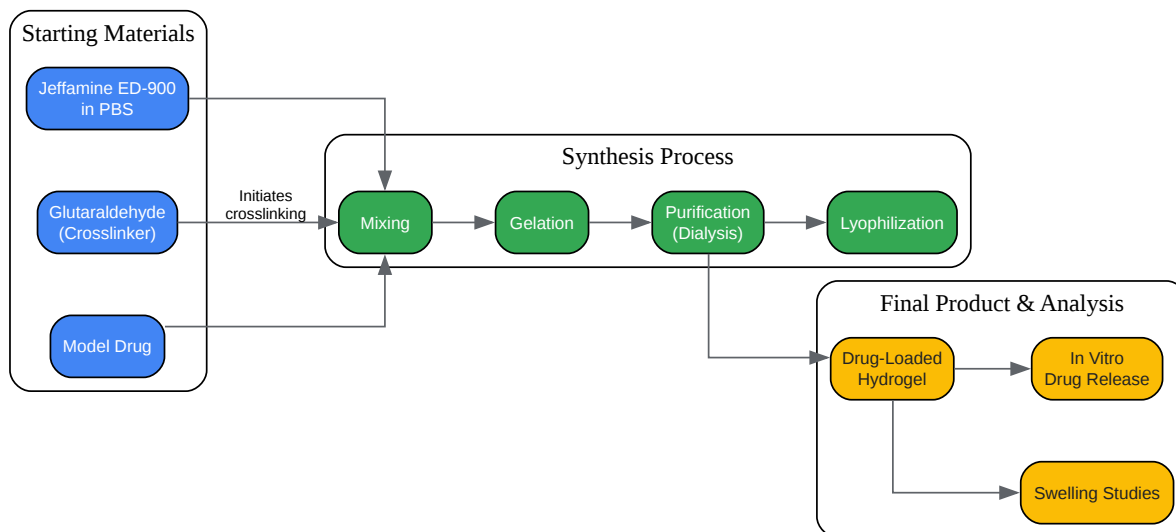 Starting Materials
Jeffamine ED-900
in PBS
Glutaraldehyde
(Crosslinker)
Model Drug
Initiates
crosslinking
Synthesis Process
Mixing
Gelation
Purification
(Dialysis)
Lyophilization
Final Product & Analysis
Drug-Loaded
Hydrogel
In Vitro
Drug Release
Swelling Studies